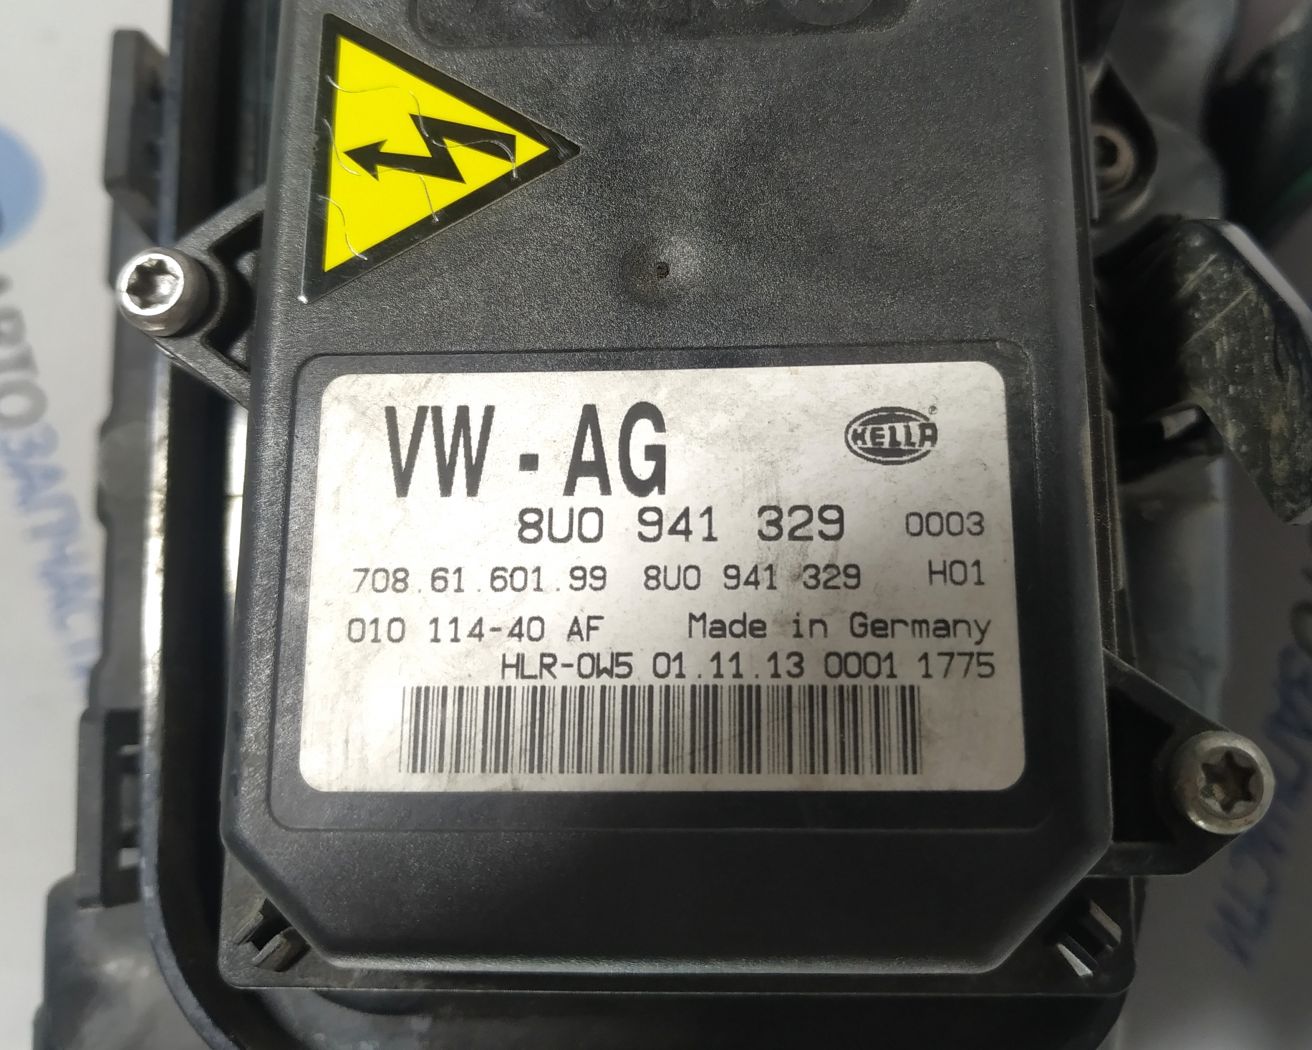 VW - AG
HELLA ®
8U0 941 329 0003
708.61.601.99 8U0 941 329 H01
010 114-40 AF Made in Germany
HLR-0W5 01.11.13 0001 1775
АВТОЗАПЧАСТИ